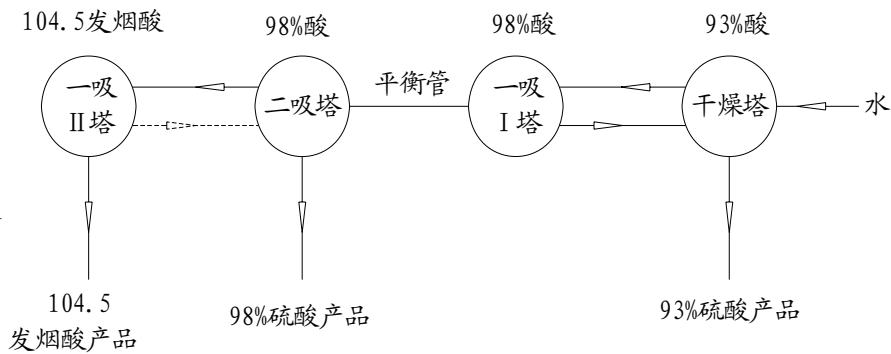 104.5发烟酸
98%酸
98%酸
93%酸
一吸
Ⅱ塔
二吸塔
平衡管
一吸
Ⅰ塔
干燥塔
水
104.5
发烟酸产品
98%硫酸产品
93%硫酸产品